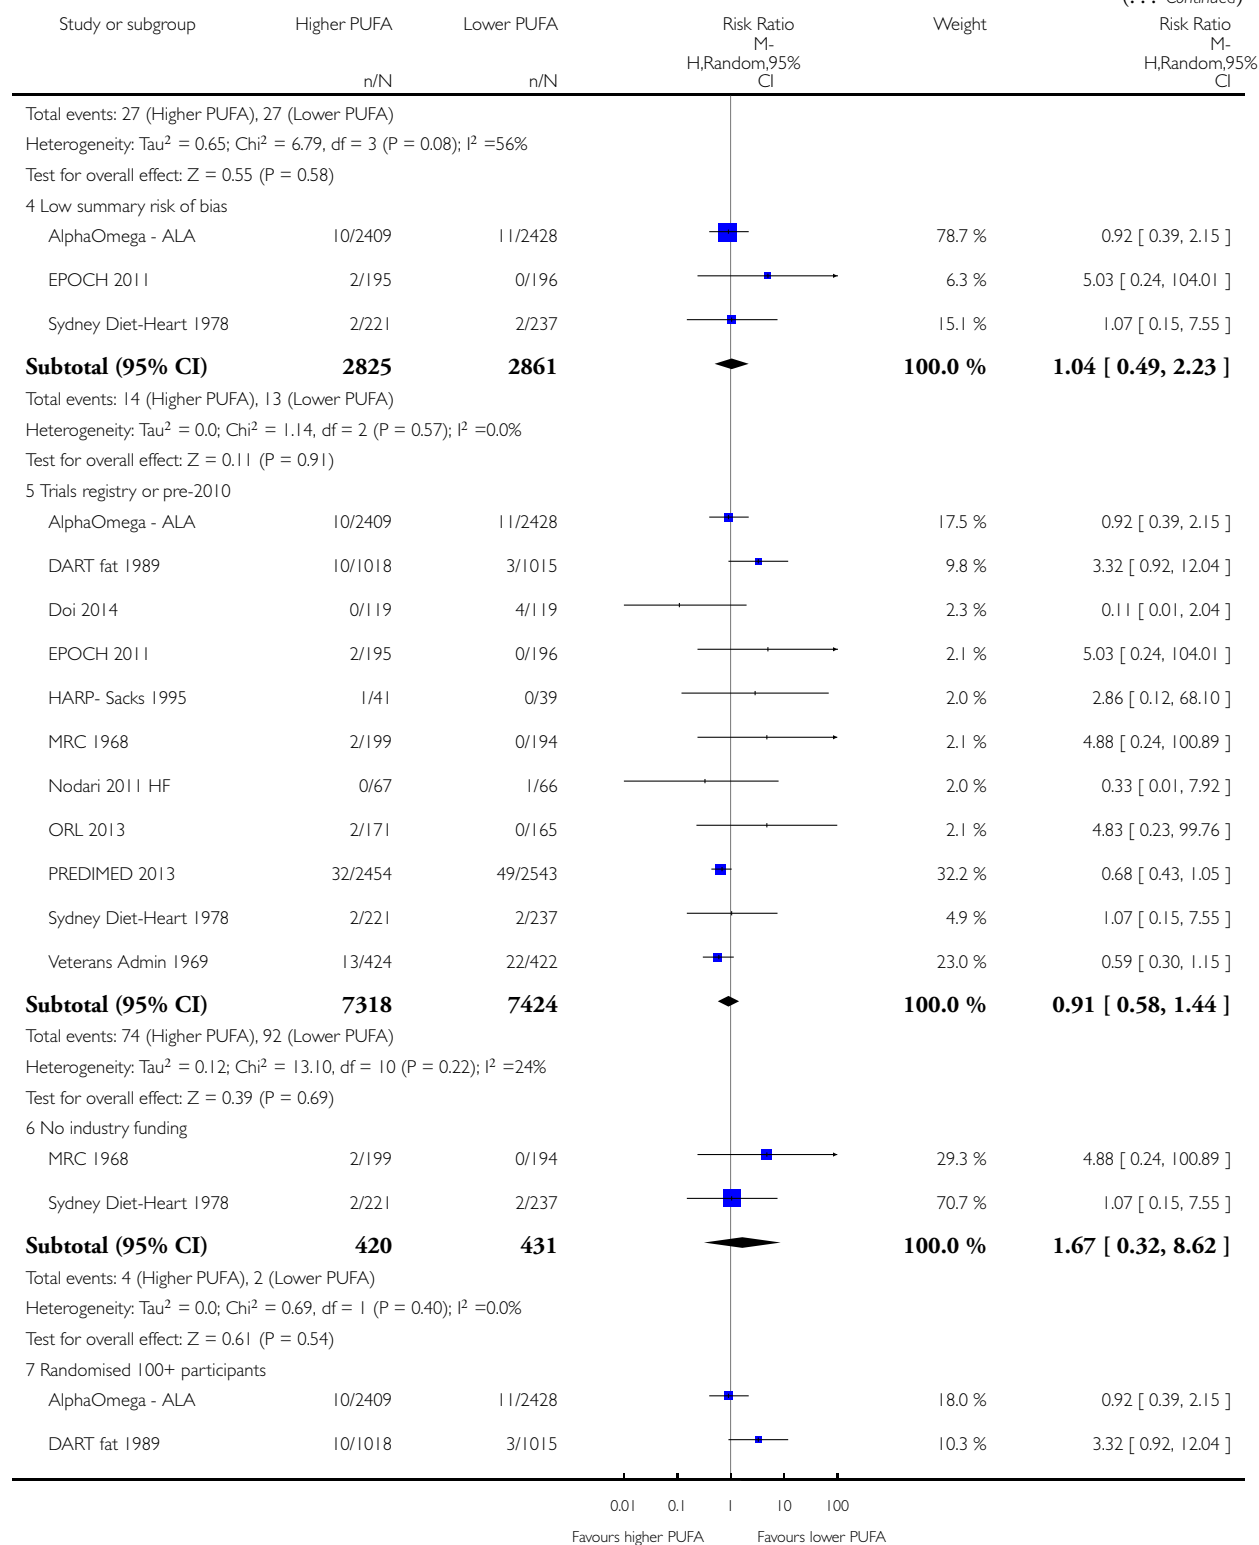 (... Continued)
Study or subgroup Higher PUFA Lower PUFA Risk Ratio Weight Risk Ratio
M- M-
H,Random,95% H,Random,95%
n/N n/N CI CI
Total events: 27 (Higher PUFA), 27 (Lower PUFA)
Heterogeneity: Tau² = 0.65; Chi² = 6.79, df = 3 (P = 0.08); I² =56%
Test for overall effect: Z = 0.55 (P = 0.58)
4 Low summary risk of bias
AlphaOmega - ALA 10/2409 11/2428 78.7 % 0.92 [ 0.39, 2.15 ]
EPOCH 2011 2/195 0/196 6.3 % 5.03 [ 0.24, 104.01 ]
Sydney Diet-Heart 1978 2/221 2/237 15.1 % 1.07 [ 0.15, 7.55 ]
Subtotal (95% CI) 2825 2861 100.0 % 1.04 [ 0.49, 2.23 ]
Total events: 14 (Higher PUFA), 13 (Lower PUFA)
Heterogeneity: Tau² = 0.0; Chi² = 1.14, df = 2 (P = 0.57); I² =0.0%
Test for overall effect: Z = 0.11 (P = 0.91)
5 Trials registry or pre-2010
AlphaOmega - ALA 10/2409 11/2428 17.5 % 0.92 [ 0.39, 2.15 ]
DART fat 1989 10/1018 3/1015 9.8 % 3.32 [ 0.92, 12.04 ]
Doi 2014 0/119 4/119 2.3 % 0.11 [ 0.01, 2.04 ]
EPOCH 2011 2/195 0/196 2.1 % 5.03 [ 0.24, 104.01 ]
HARP- Sacks 1995 1/41 0/39 2.0 % 2.86 [ 0.12, 68.10 ]
MRC 1968 2/199 0/194 2.1 % 4.88 [ 0.24, 100.89 ]
Nodari 2011 HF 0/67 1/66 2.0 % 0.33 [ 0.01, 7.92 ]
ORL 2013 2/171 0/165 2.1 % 4.83 [ 0.23, 99.76 ]
PREDIMED 2013 32/2454 49/2543 32.2 % 0.68 [ 0.43, 1.05 ]
Sydney Diet-Heart 1978 2/221 2/237 4.9 % 1.07 [ 0.15, 7.55 ]
Veterans Admin 1969 13/424 22/422 23.0 % 0.59 [ 0.30, 1.15 ]
Subtotal (95% CI) 7318 7424 100.0 % 0.91 [ 0.58, 1.44 ]
Total events: 74 (Higher PUFA), 92 (Lower PUFA)
Heterogeneity: Tau² = 0.12; Chi² = 13.10, df = 10 (P = 0.22); I² =24%
Test for overall effect: Z = 0.39 (P = 0.69)
6 No industry funding
MRC 1968 2/199 0/194 29.3 % 4.88 [ 0.24, 100.89 ]
Sydney Diet-Heart 1978 2/221 2/237 70.7 % 1.07 [ 0.15, 7.55 ]
Subtotal (95% CI) 420 431 100.0 % 1.67 [ 0.32, 8.62 ]
Total events: 4 (Higher PUFA), 2 (Lower PUFA)
Heterogeneity: Tau² = 0.0; Chi² = 0.69, df = 1 (P = 0.40); I² =0.0%
Test for overall effect: Z = 0.61 (P = 0.54)
7 Randomised 100+ participants
AlphaOmega - ALA 10/2409 11/2428 18.0 % 0.92 [ 0.39, 2.15 ]
DART fat 1989 10/1018 3/1015 10.3 % 3.32 [ 0.92, 12.04 ]
0.01 0.1 1 10 100
Favours higher PUFA Favours lower PUFA